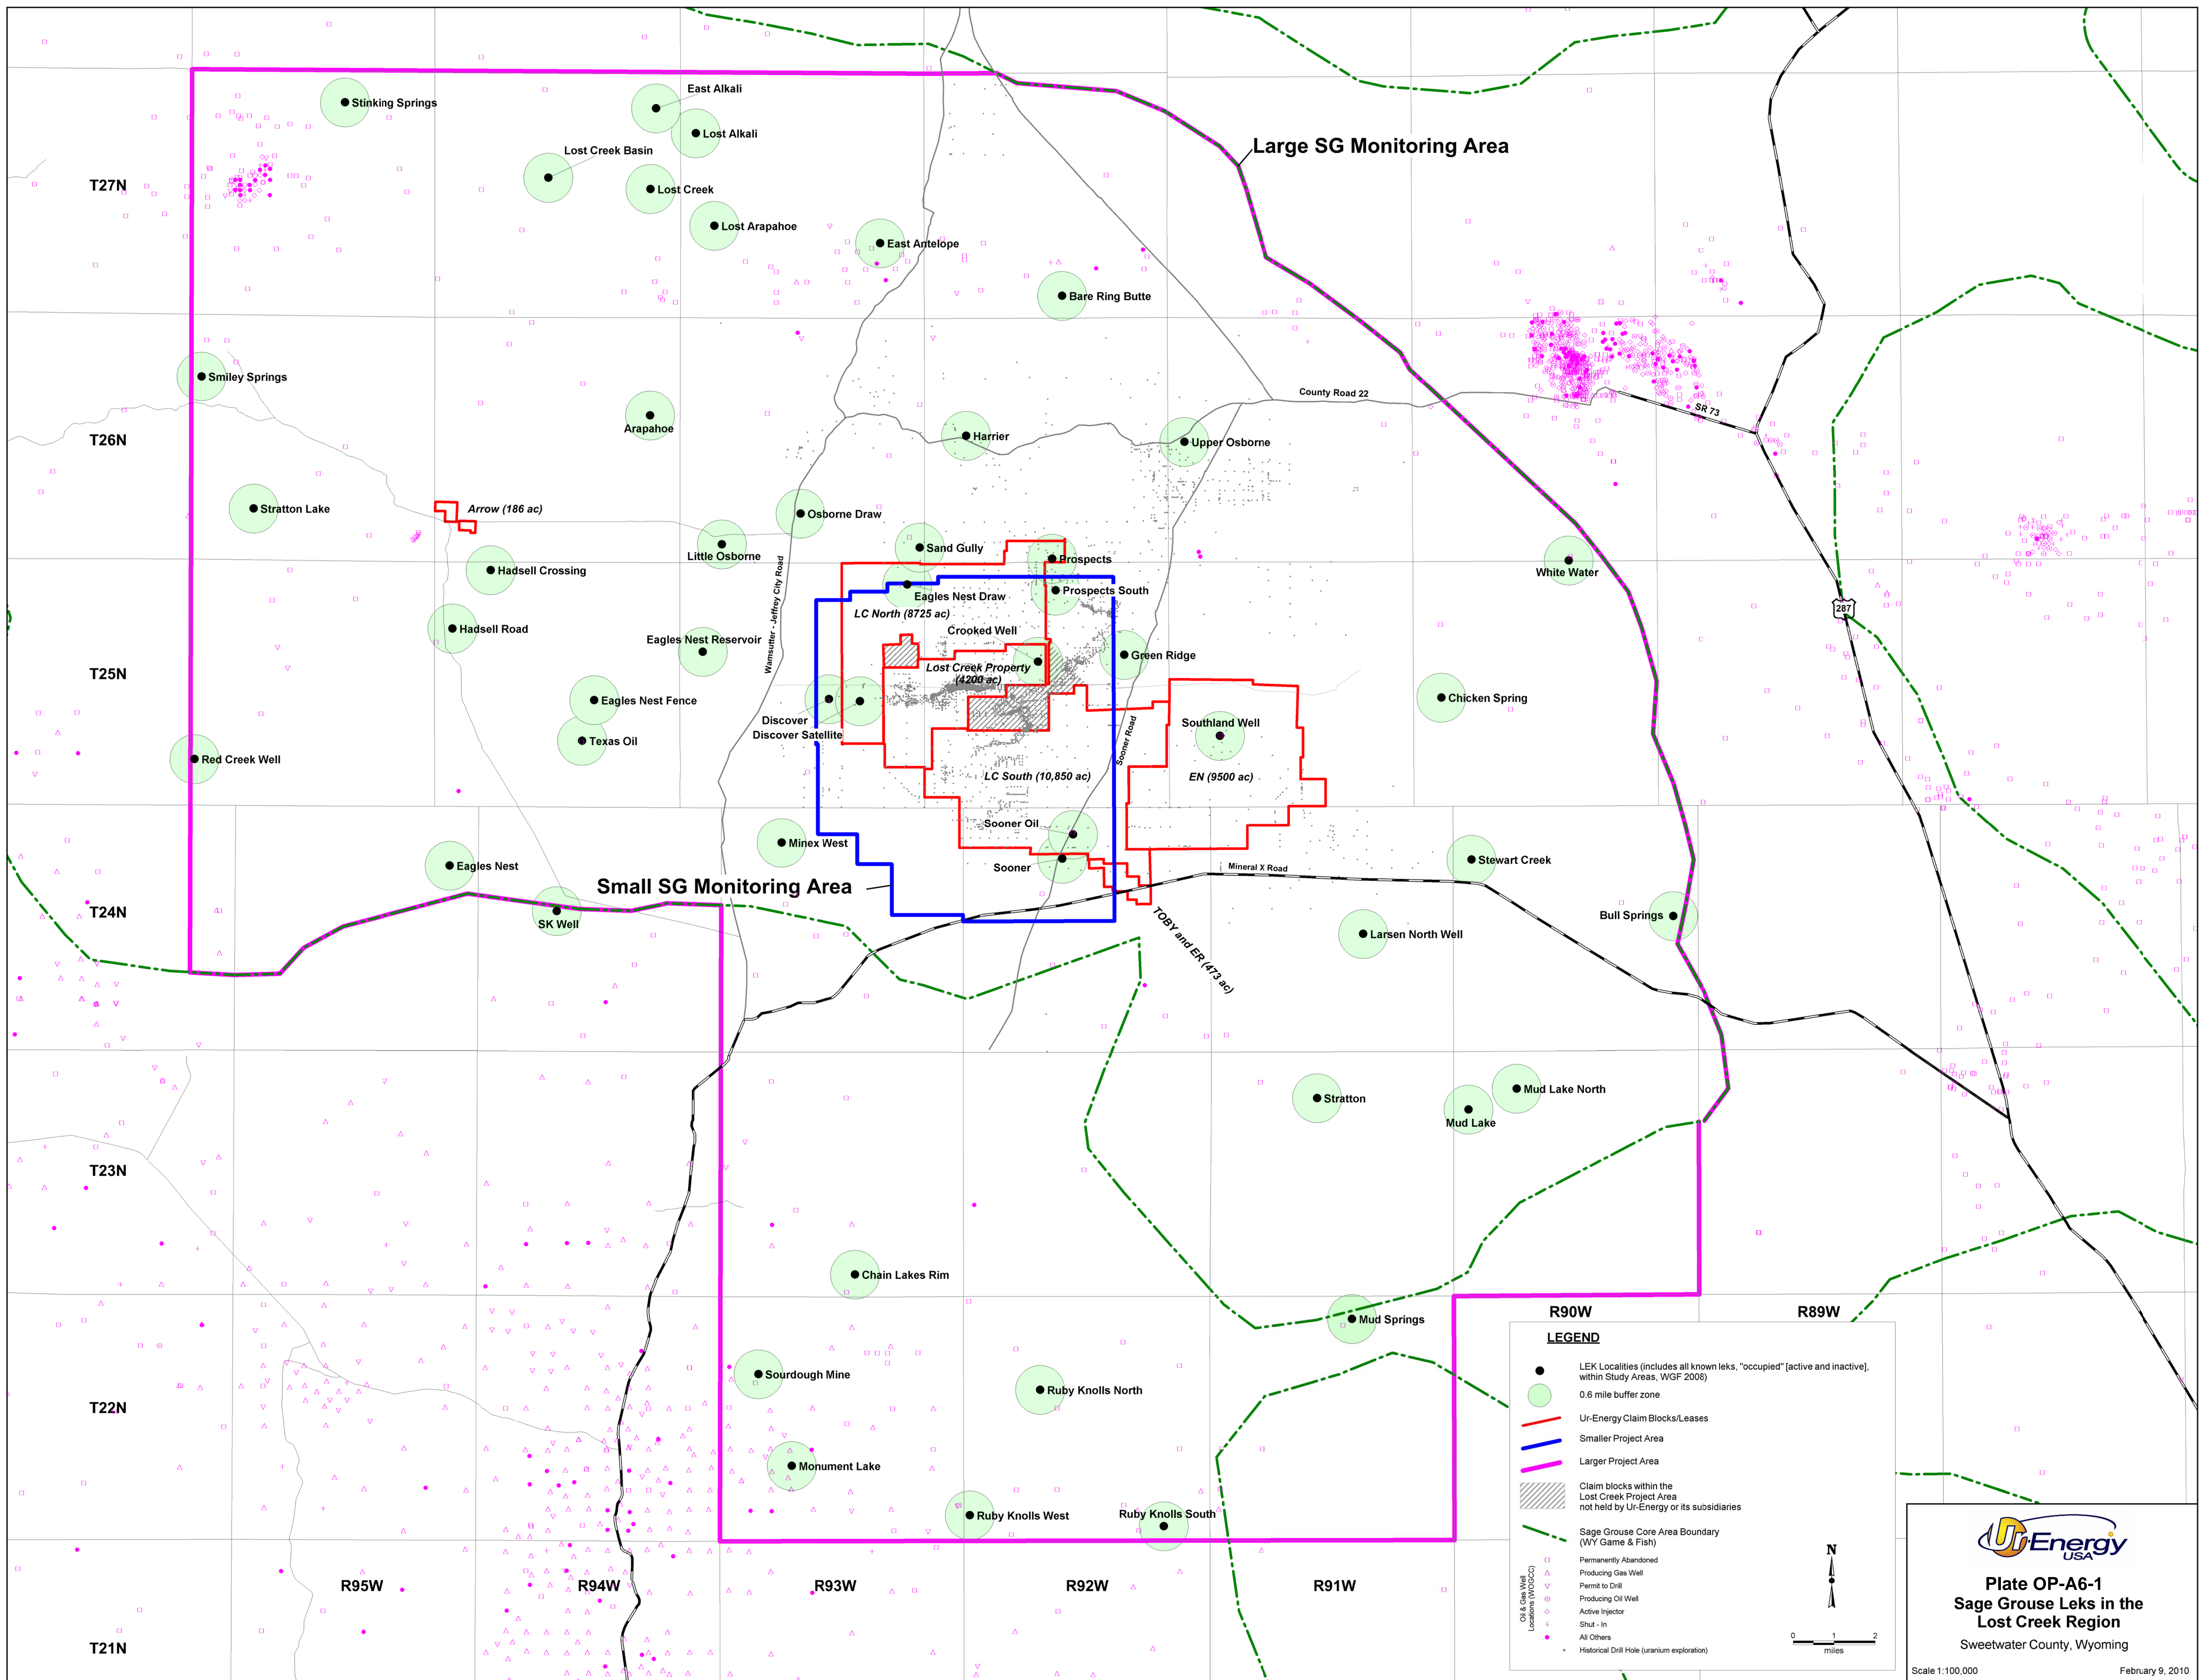 Stinking Springs
East Alkali
Lost Alkali
Large SG Monitoring Area
Lost Creek Basin
T27N
Lost Creek
Lost Arapahoe
East Antelope
Bare Ring Butte
Smiley Springs
County Road 22
SR 73
Arapahoe
Harrier
Upper Osborne
T26N
Stratton Lake
Arrow (186 ac)
Osborne Draw
Little Osborne
Sand Gully
Prospects
White Water
Hadsell Crossing
Eagles Nest Draw
Prospects South
287
LC North (8725 ac)
Hadsell Road
Crooked Well
Eagles Nest Reservoir
Wamsutter - Jeffrey City Road
Green Ridge
Lost Creek Property
(4200 ac)
T25N
Eagles Nest Fence
Chicken Spring
Discover
Discover Satellite
Southland Well
Texas Oil
Sooner Road
Red Creek Well
LC South (10,850 ac)
EN (9500 ac)
Sooner Oil
Minex West
Eagles Nest
Sooner
Mineral X Road
Stewart Creek
Small SG Monitoring Area
T24N
SK Well
TOBY and ER (473 ac)
Bull Springs
Larsen North Well
Stratton
Mud Lake North
Mud Lake
T23N
Chain Lakes Rim
Mud Springs
R90W
R89W
Sourdough Mine
Ruby Knolls North
T22N
Monument Lake
Ruby Knolls West
Ruby Knolls South
R95W
R94W
R93W
R92W
R91W
T21N
LEGEND
LEK Localities (includes all known leks, "occupied" [active and inactive],
within Study Areas, WGF 2008)
0.6 mile buffer zone
Ur-Energy Claim Blocks/Leases
Smaller Project Area
Larger Project Area
Claim blocks within the
Lost Creek Project Area
not held by Ur-Energy or its subsidiaries
Sage Grouse Core Area Boundary
(WY Game & Fish)
Oil & Gas Well
Locations (WOGCC)
Permanently Abandoned
Producing Gas Well
Permit to Drill
Producing Oil Well
Active Injector
Shut - In
All Others
Historical Drill Hole (uranium exploration)
N
0 1 2
miles
Ur-Energy
USA
Plate OP-A6-1
Sage Grouse Leks in the
Lost Creek Region
Sweetwater County, Wyoming
Scale 1:100,000
February 9, 2010